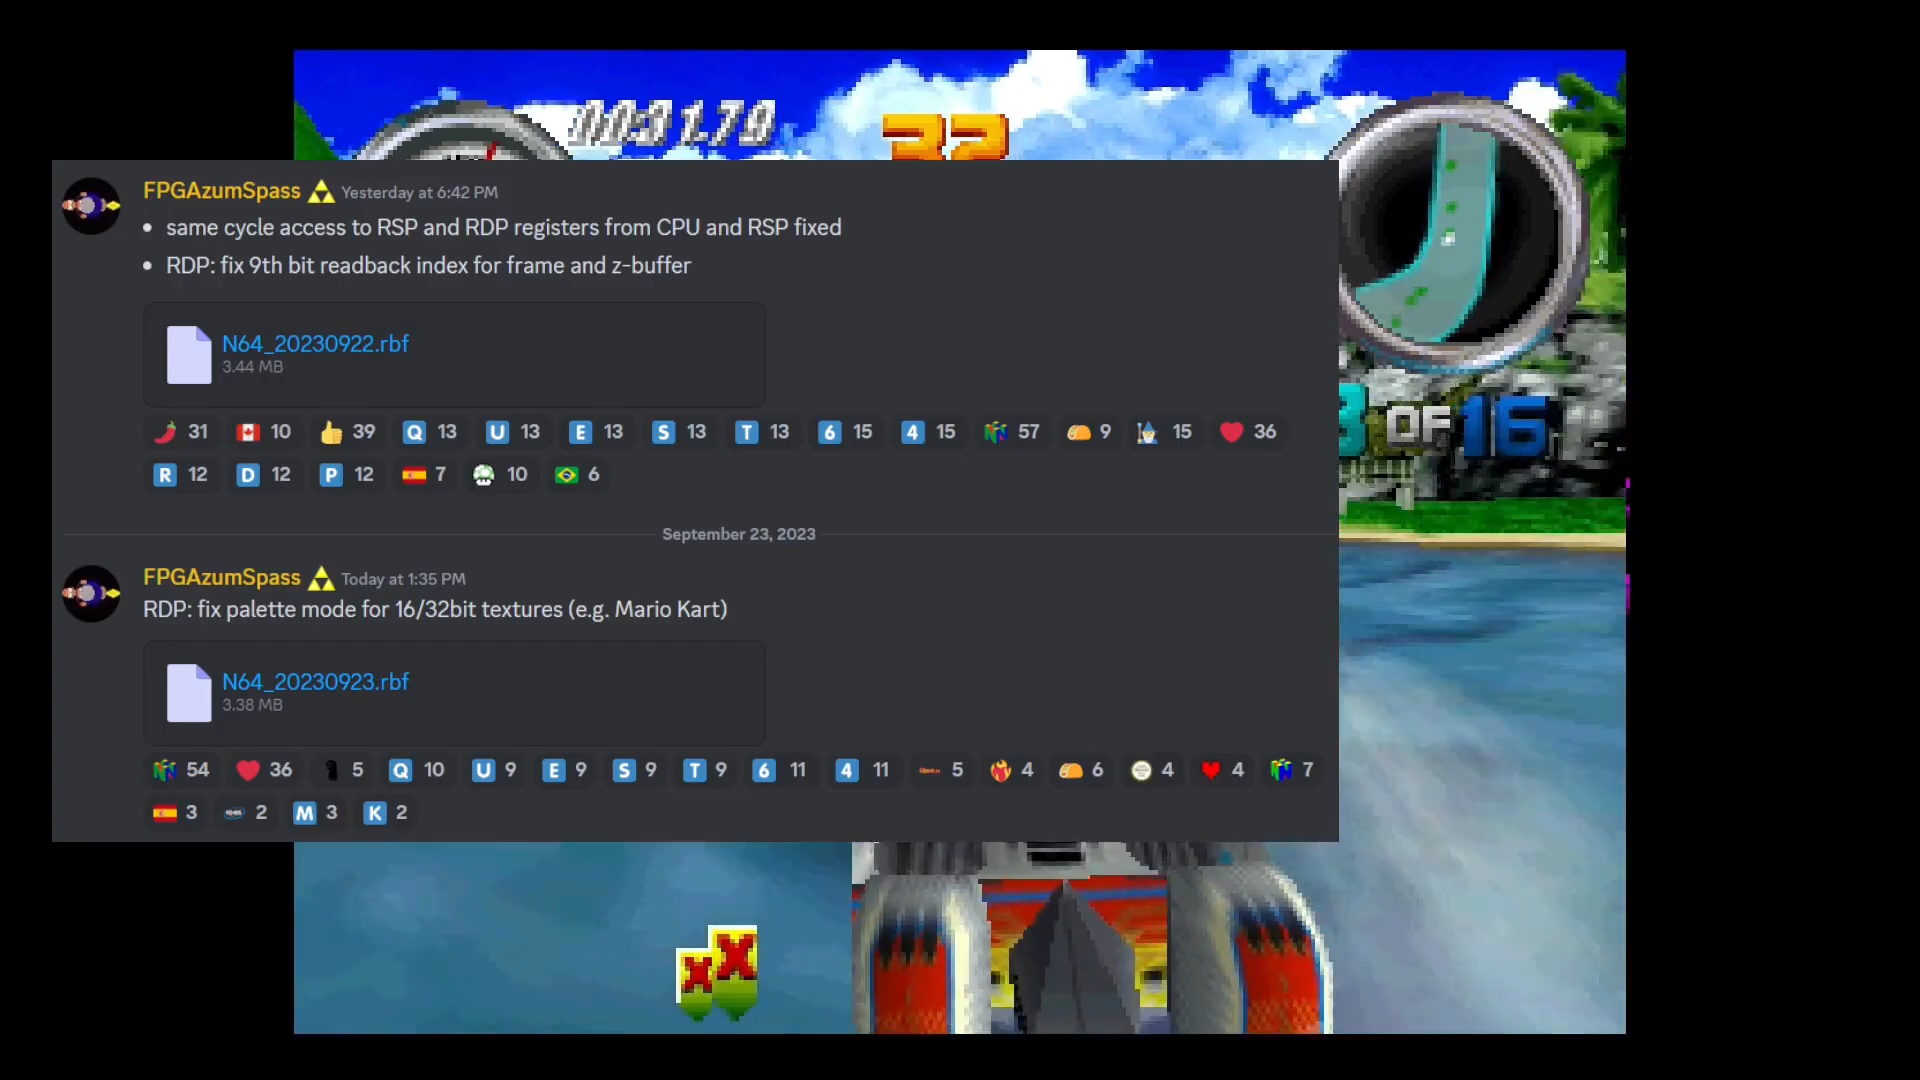 00:31.79
32
FPGAzumSpass Yesterday at 6:42 PM
• same cycle access to RSP and RDP registers from CPU and RSP fixed
• RDP: fix 9th bit readback index for frame and z-buffer
N64_20230922.rbf
3.44 MB
31 10 39 Q 13 U 13 E 13 S 13 T 13 6 15 4 15 57 9 15 36
OF 16
R 12 D 12 P 12 7 10 6
September 23, 2023
FPGAzumSpass Today at 1:35 PM
RDP: fix palette mode for 16/32bit textures (e.g. Mario Kart)
N64_20230923.rbf
3.38 MB
54 36 5 Q 10 U 9 E 9 S 9 T 9 6 11 4 11 5 4 6 4 4 7
3 2 M 3 K 2